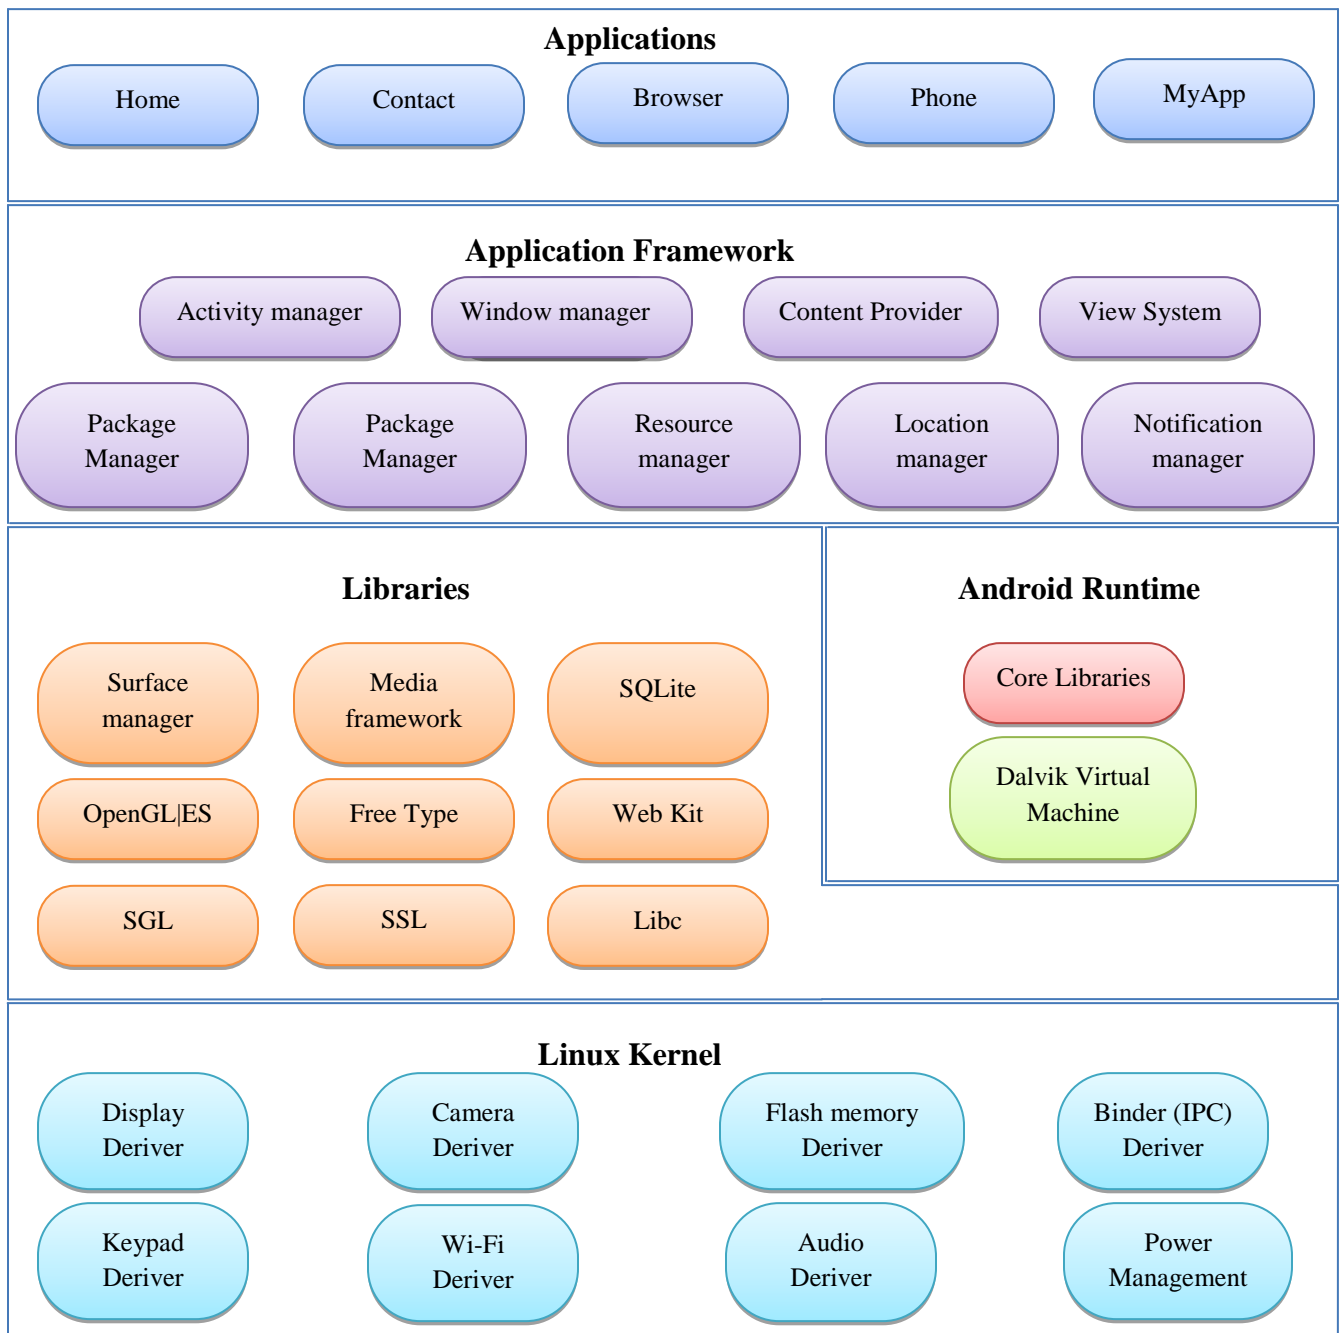 Applications
Home
Contact
Browser
Phone
MyApp
Application Framework
Activity manager
Window manager
Content Provider
View System
Package
Manager
Package
Manager
Resource
manager
Location
manager
Notification
manager
Libraries
Surface
manager
Media
framework
SQLite
OpenGL|ES
Free Type
Web Kit
SGL
SSL
Libc
Android Runtime
Core Libraries
Dalvik Virtual
Machine
Linux Kernel
Display
Deriver
Camera
Deriver
Flash memory
Deriver
Binder (IPC)
Deriver
Keypad
Deriver
Wi-Fi
Deriver
Audio
Deriver
Power
Management